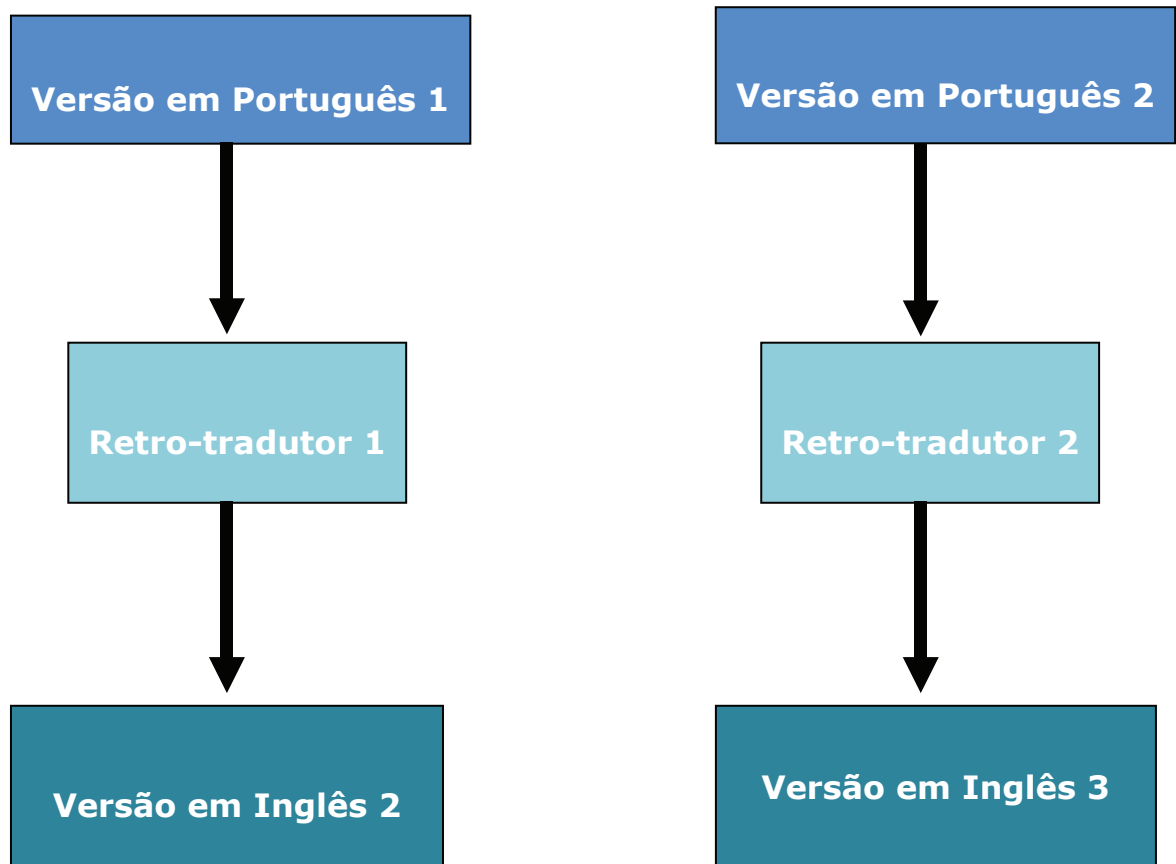 Versão em Português 1
Versão em Português 2
Retro-tradutor 1
Retro-tradutor 2
Versão em Inglês 2
Versão em Inglês 3